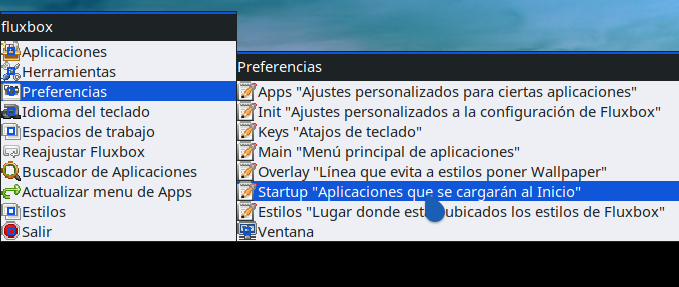 fluxbox
Aplicaciones
Herramientas
Preferencias
Idioma del teclado
Espacios de trabajo
Reajustar Fluxbox
Buscador de Aplicaciones
Actualizar menu de Apps
Estilos
Salir
Preferencias
Apps "Ajustes personalizados para ciertas aplicaciones"
Init "Ajustes personalizados a la configuración de Fluxbox"
Keys "Atajos de teclado"
Main "Menú principal de aplicaciones"
Overlay "Línea que evita a estilos poner Wallpaper"
Startup "Aplicaciones que se cargarán al Inicio"
Estilos "Lugar donde ubicados los estilos de Fluxbox"
Ventana